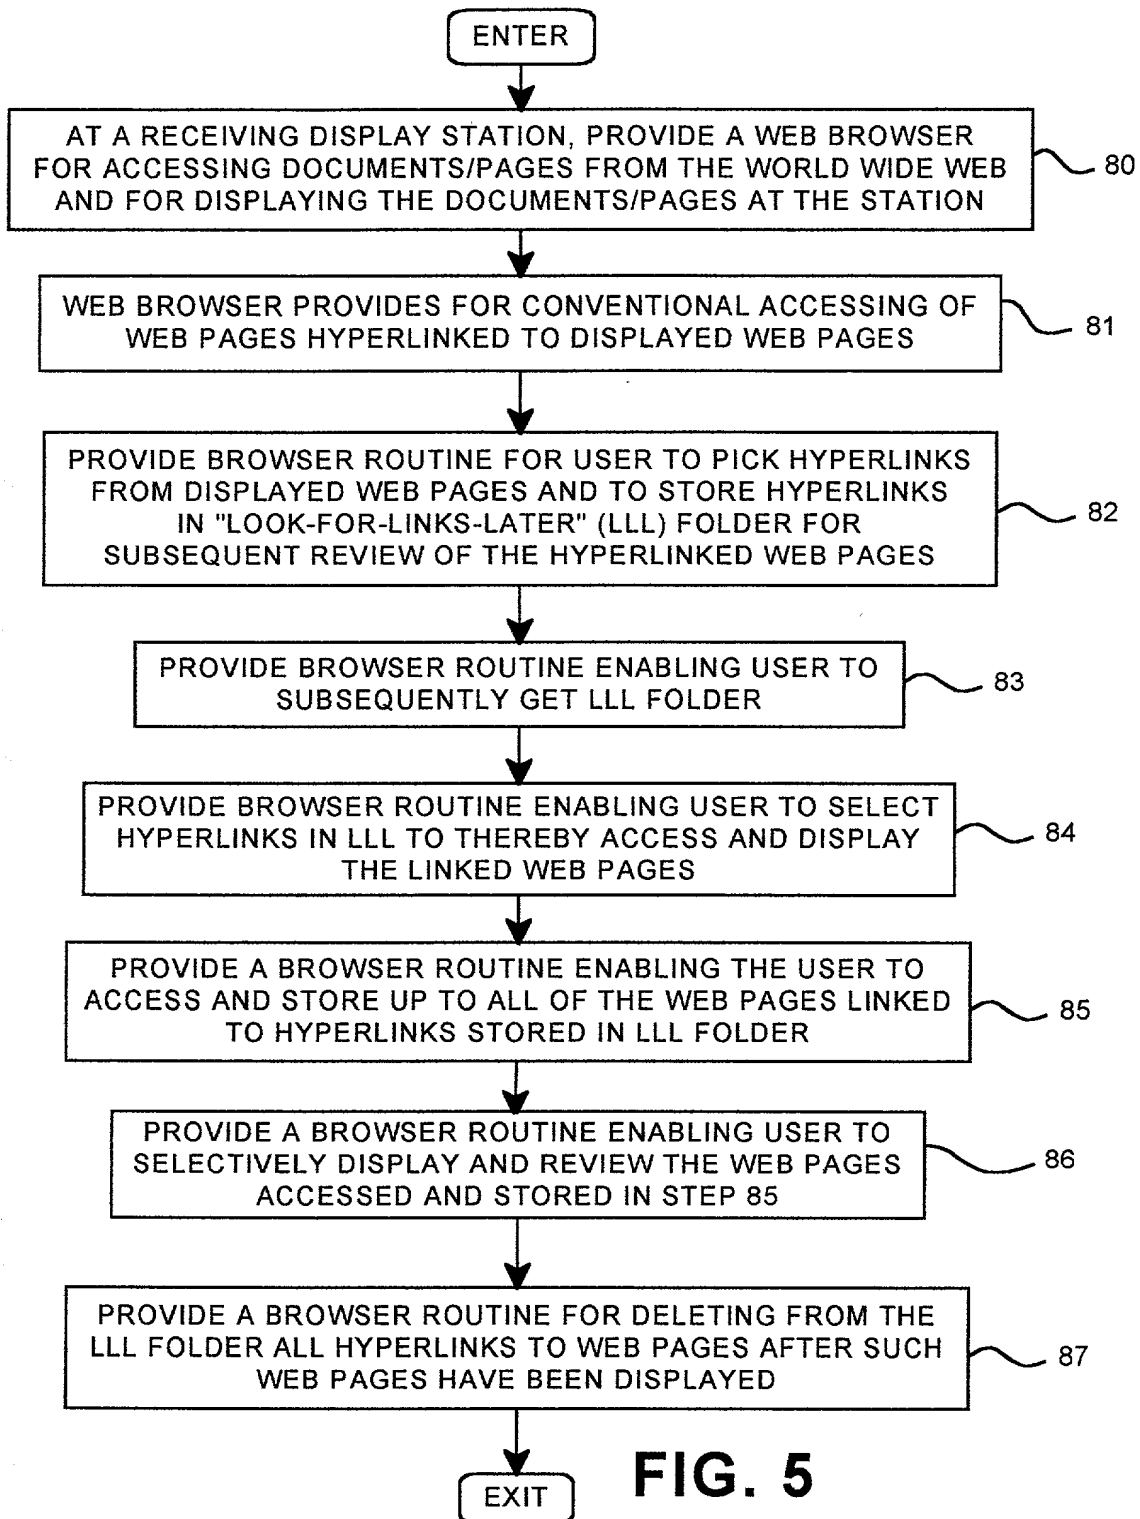 ENTER
AT A RECEIVING DISPLAY STATION, PROVIDE A WEB BROWSER
FOR ACCESSING DOCUMENTS/PAGES FROM THE WORLD WIDE WEB
AND FOR DISPLAYING THE DOCUMENTS/PAGES AT THE STATION
80
WEB BROWSER PROVIDES FOR CONVENTIONAL ACCESSING OF
WEB PAGES HYPERLINKED TO DISPLAYED WEB PAGES
81
PROVIDE BROWSER ROUTINE FOR USER TO PICK HYPERLINKS
FROM DISPLAYED WEB PAGES AND TO STORE HYPERLINKS
IN "LOOK-FOR-LINKS-LATER" (LLL) FOLDER FOR
SUBSEQUENT REVIEW OF THE HYPERLINKED WEB PAGES
82
PROVIDE BROWSER ROUTINE ENABLING USER TO
SUBSEQUENTLY GET LLL FOLDER
83
PROVIDE BROWSER ROUTINE ENABLING USER TO SELECT
HYPERLINKS IN LLL TO THEREBY ACCESS AND DISPLAY
THE LINKED WEB PAGES
84
PROVIDE A BROWSER ROUTINE ENABLING THE USER TO
ACCESS AND STORE UP TO ALL OF THE WEB PAGES LINKED
TO HYPERLINKS STORED IN LLL FOLDER
85
PROVIDE A BROWSER ROUTINE ENABLING USER TO
SELECTIVELY DISPLAY AND REVIEW THE WEB PAGES
ACCESSED AND STORED IN STEP 85
86
PROVIDE A BROWSER ROUTINE FOR DELETING FROM THE
LLL FOLDER ALL HYPERLINKS TO WEB PAGES AFTER SUCH
WEB PAGES HAVE BEEN DISPLAYED
87
EXIT
FIG. 5